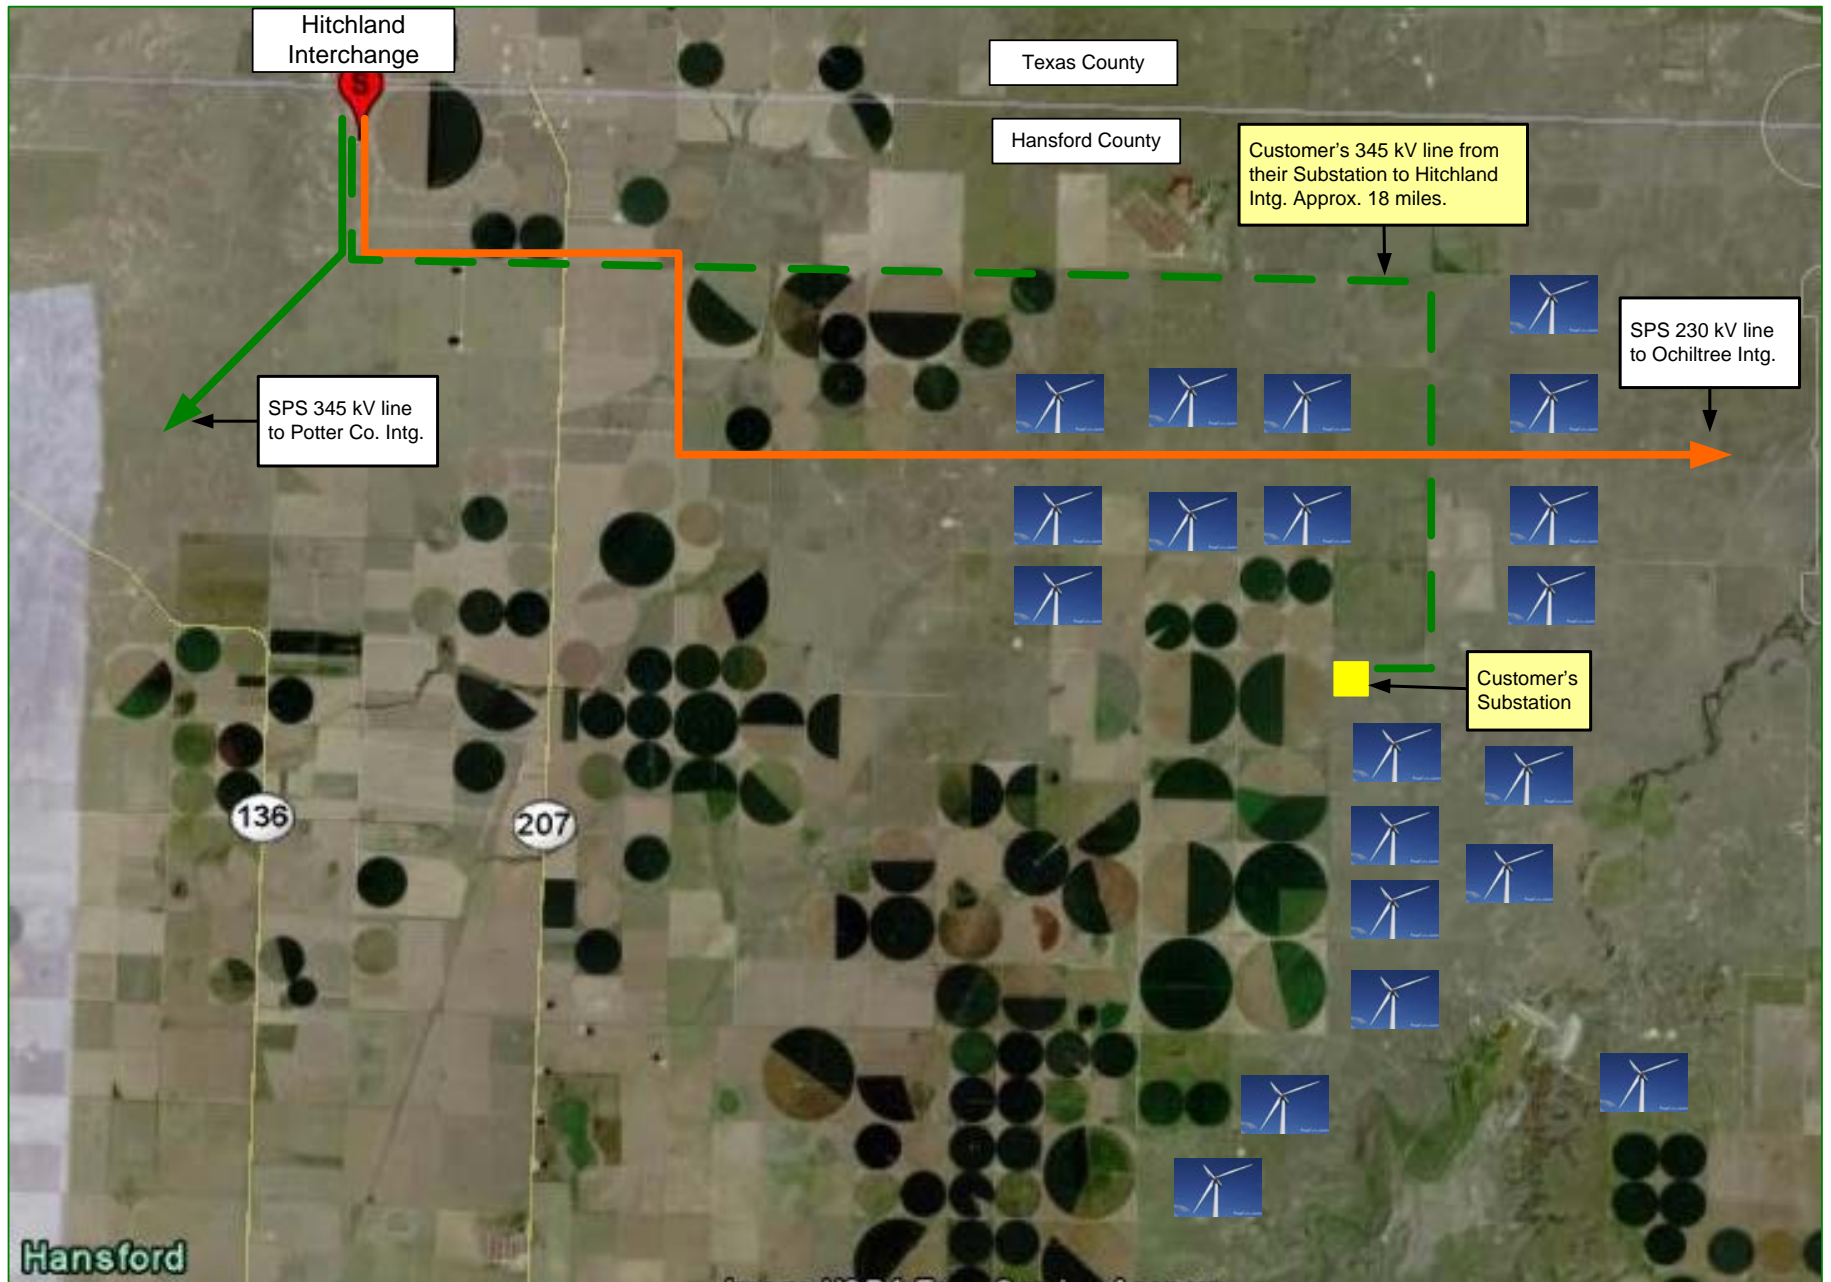 Hitchland
Interchange
S
Texas County
Hansford County
Customer's 345 kV line from
their Substation to Hitchland
Intg. Approx. 18 miles.
SPS 230 kV line
to Ochiltree Intg.
SPS 345 kV line
to Potter Co. Intg.
Customer's
Substation
136
207
Hansford